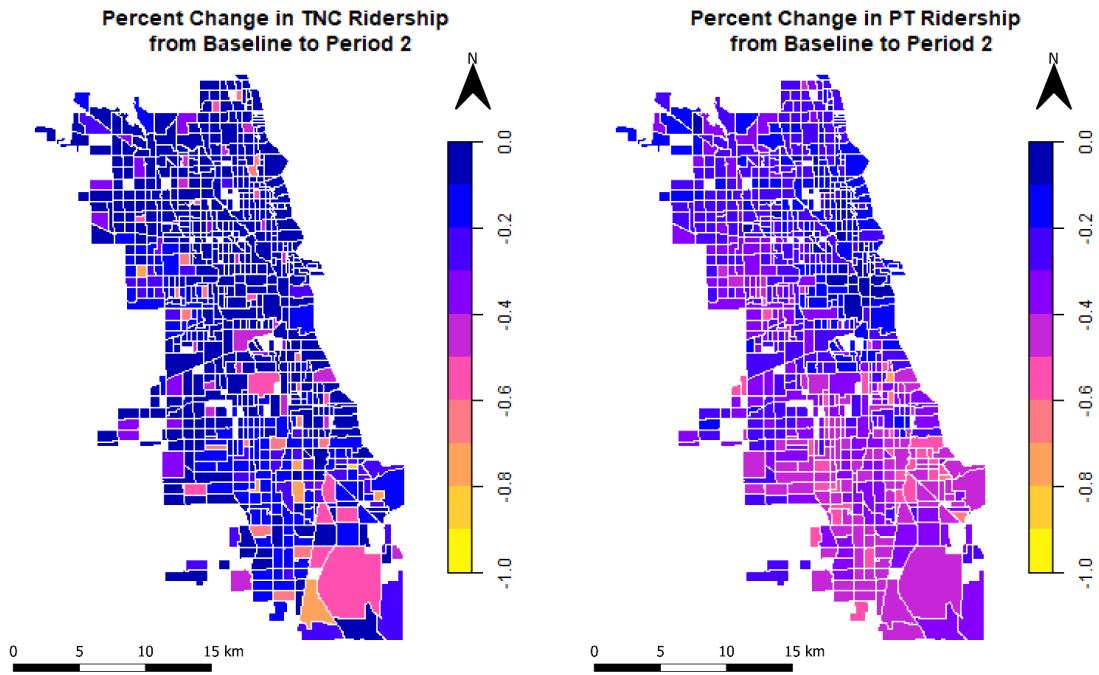 Percent Change in TNC Ridership
from Baseline to Period 2
N
0.0
-0.2
-0.4
-0.6
-0.8
-1.0
0 5 10 15 km
Percent Change in PT Ridership
from Baseline to Period 2
N
0.0
-0.2
-0.4
-0.6
-0.8
-1.0
0 5 10 15 km